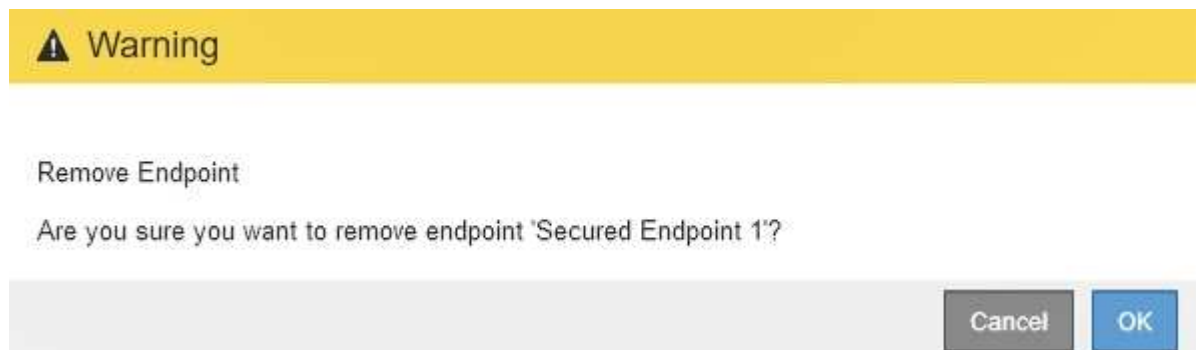 Warning
Remove Endpoint
Are you sure you want to remove endpoint 'Secured Endpoint 1'?
Cancel OK